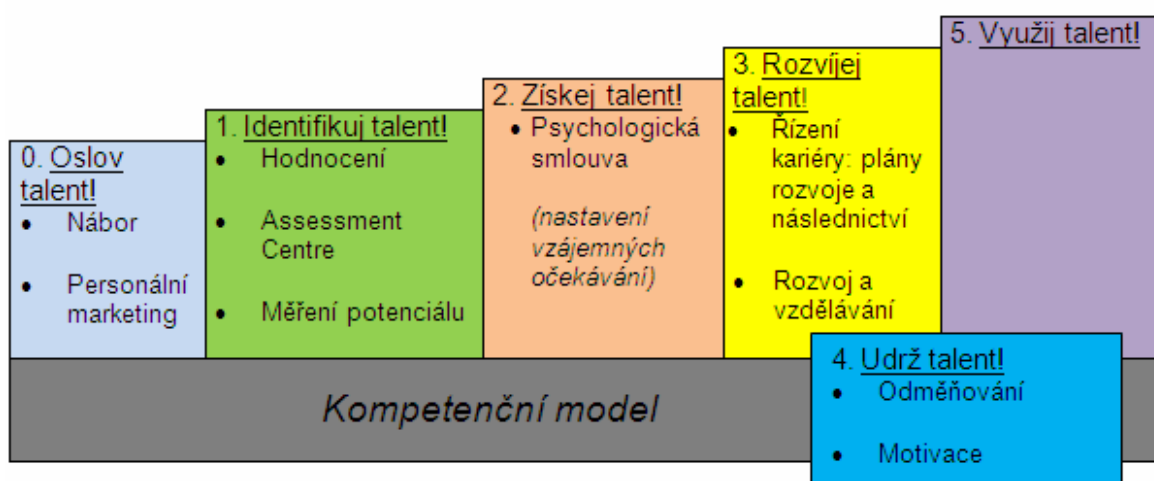 0. Oslov
talent!
• Nábor
• Personální
marketing
1. Identifikuj talent!
• Hodnocení
• Assessment
Centre
• Měření potenciálu
2. Získej talent!
• Psychologická
smlouva
(nastavení
vzájemných
očekávání)
3. Rozvíjej
talent!
• Řízení
kariéry: plány
rozvoje a
následnictví
• Rozvoj a
vzdělávání
4. Udrž talent!
• Odměňování
• Motivace
5. Využij talent!
Kompetenční model